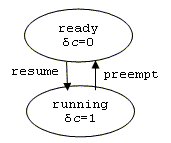 ready
δc=0
resume
preempt
running
δc=1